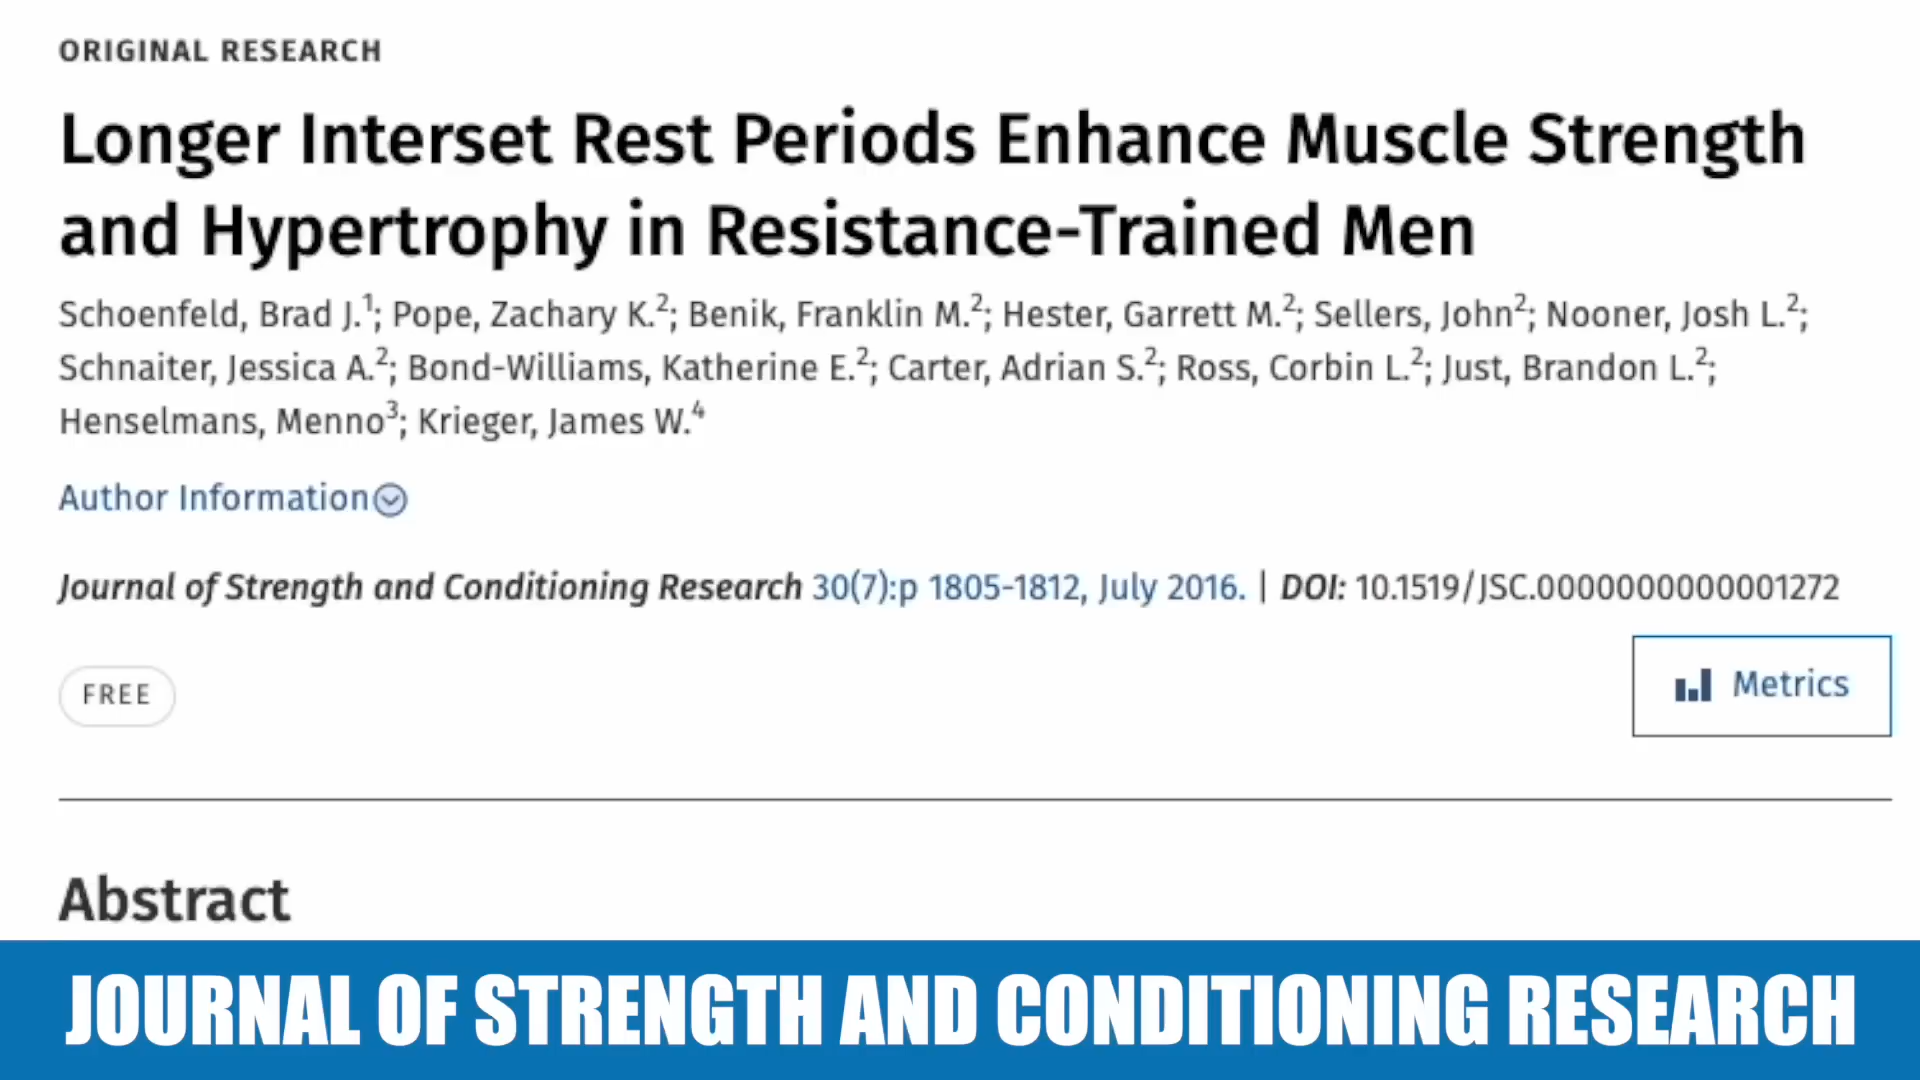 ORIGINAL RESEARCH
Longer Interset Rest Periods Enhance Muscle Strength
and Hypertrophy in Resistance-Trained Men
Schoenfeld, Brad J.1; Pope, Zachary K.2; Benik, Franklin M.2; Hester, Garrett M.2; Sellers, John2; Nooner, Josh L.2;
Schnaiter, Jessica A.2; Bond-Williams, Katherine E.2; Carter, Adrian S.2; Ross, Corbin L.2; Just, Brandon L.2;
Henselmans, Menno3; Krieger, James W.4
Author Information
Journal of Strength and Conditioning Research 30(7):p 1805-1812, July 2016. | DOI: 10.1519/JSC.0000000000001272
FREE
Metrics
Abstract
JOURNAL OF STRENGTH AND CONDITIONING RESEARCH